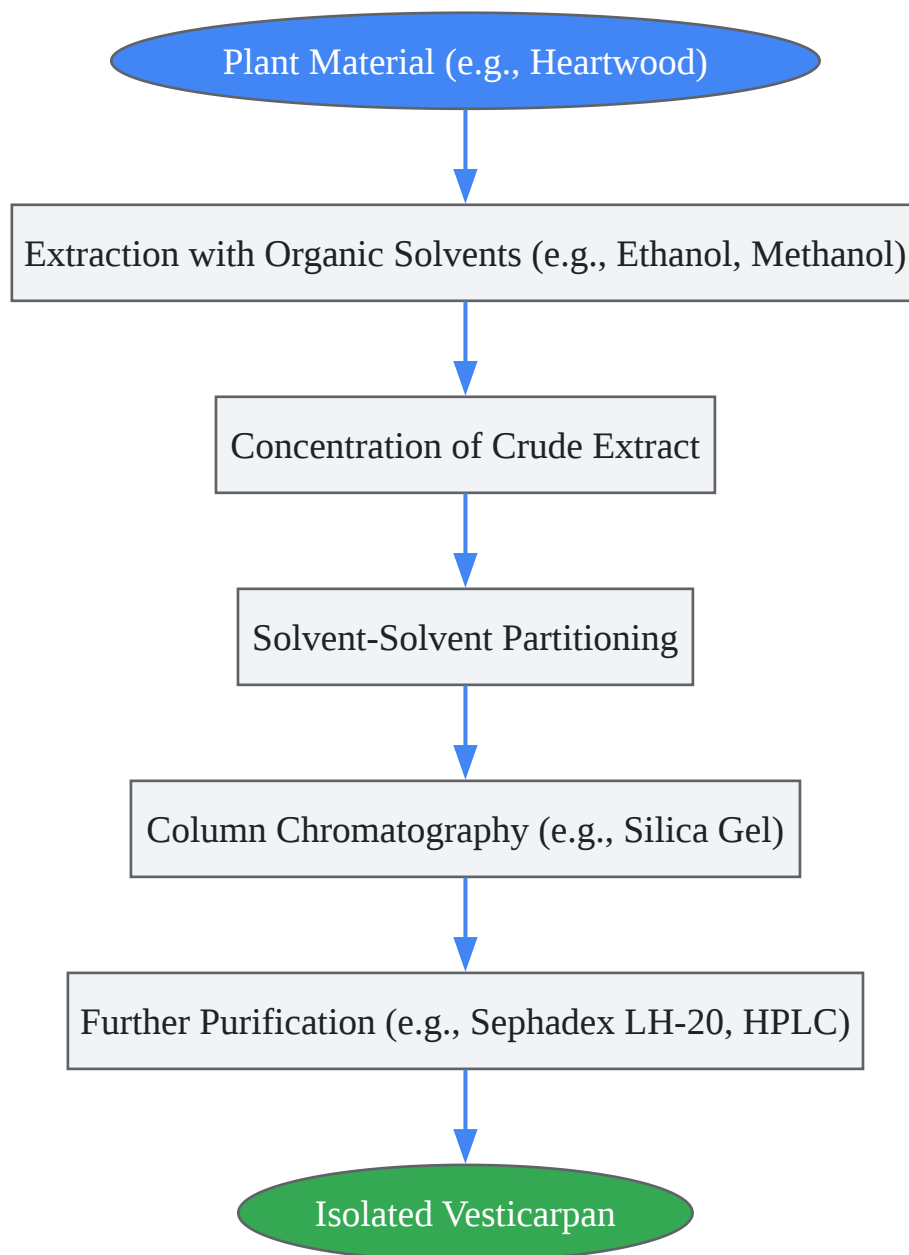 Plant Material (e.g., Heartwood)
Extraction with Organic Solvents (e.g., Ethanol, Methanol)
Concentration of Crude Extract
Solvent-Solvent Partitioning
Column Chromatography (e.g., Silica Gel)
Further Purification (e.g., Sephadex LH-20, HPLC)
Isolated Vesticarpan